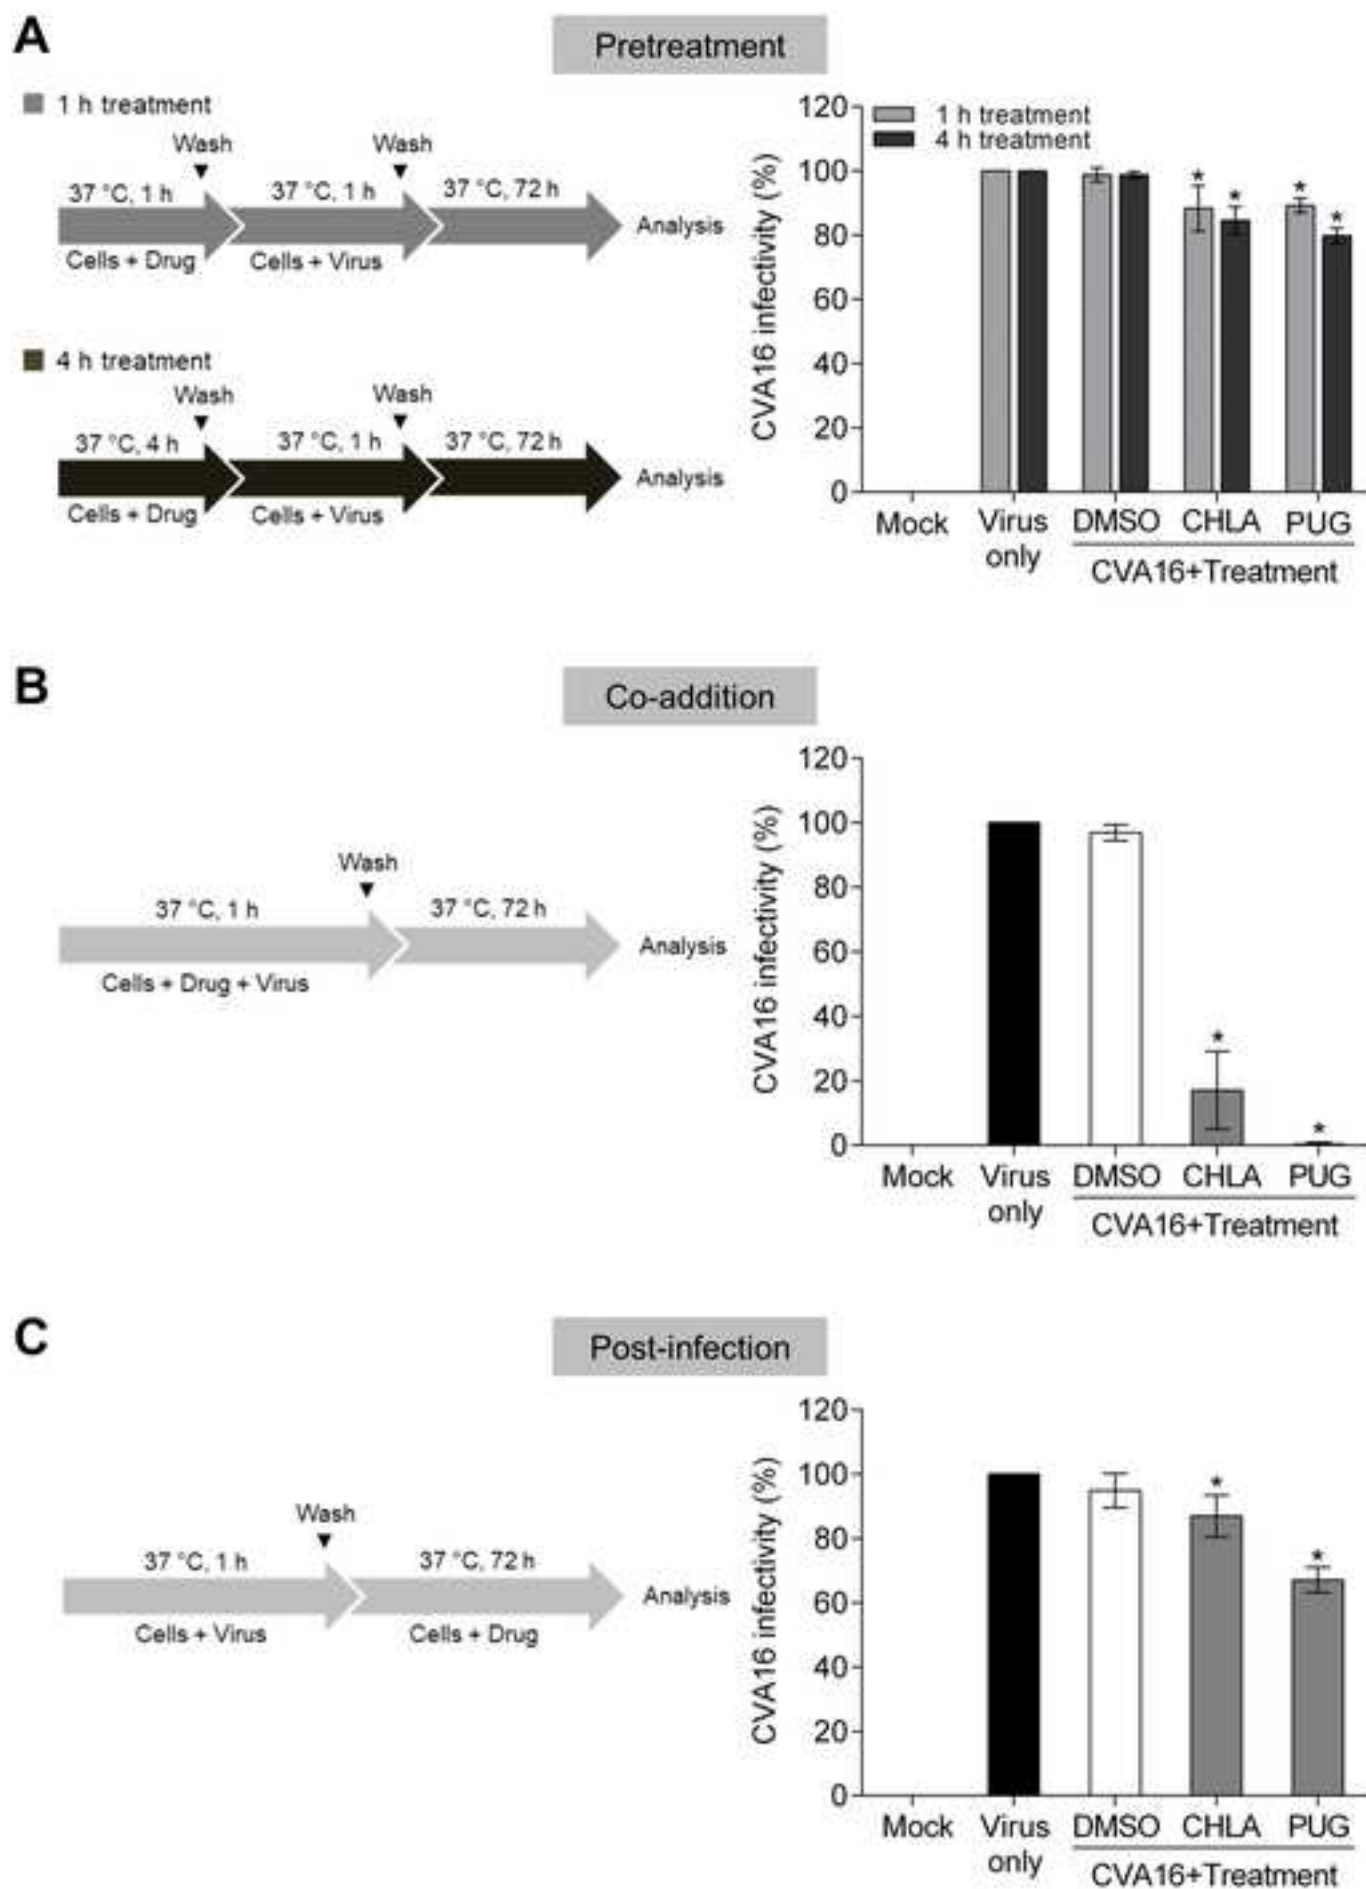 A
Pretreatment
1 h treatment
Wash
Wash
37 °C, 1 h
37 °C, 1 h
37 °C, 72 h
Analysis
Cells + Drug
Cells + Virus
4 h treatment
Wash
Wash
37 °C, 4 h
37 °C, 1 h
37 °C, 72 h
Analysis
Cells + Drug
Cells + Virus
CVA16 infectivity (%)
120
100
80
60
40
20
0
1 h treatment
4 h treatment
*
*
*
*
Mock
Virus only
DMSO
CHLA
PUG
CVA16+Treatment
B
Co-addition
Wash
37 °C, 1 h
37 °C, 72 h
Analysis
Cells + Drug + Virus
CVA16 infectivity (%)
120
100
80
60
40
20
0
*
*
Mock
Virus only
DMSO
CHLA
PUG
CVA16+Treatment
C
Post-infection
Wash
37 °C, 1 h
37 °C, 72 h
Analysis
Cells + Virus
Cells + Drug
CVA16 infectivity (%)
120
100
80
60
40
20
0
*
*
Mock
Virus only
DMSO
CHLA
PUG
CVA16+Treatment